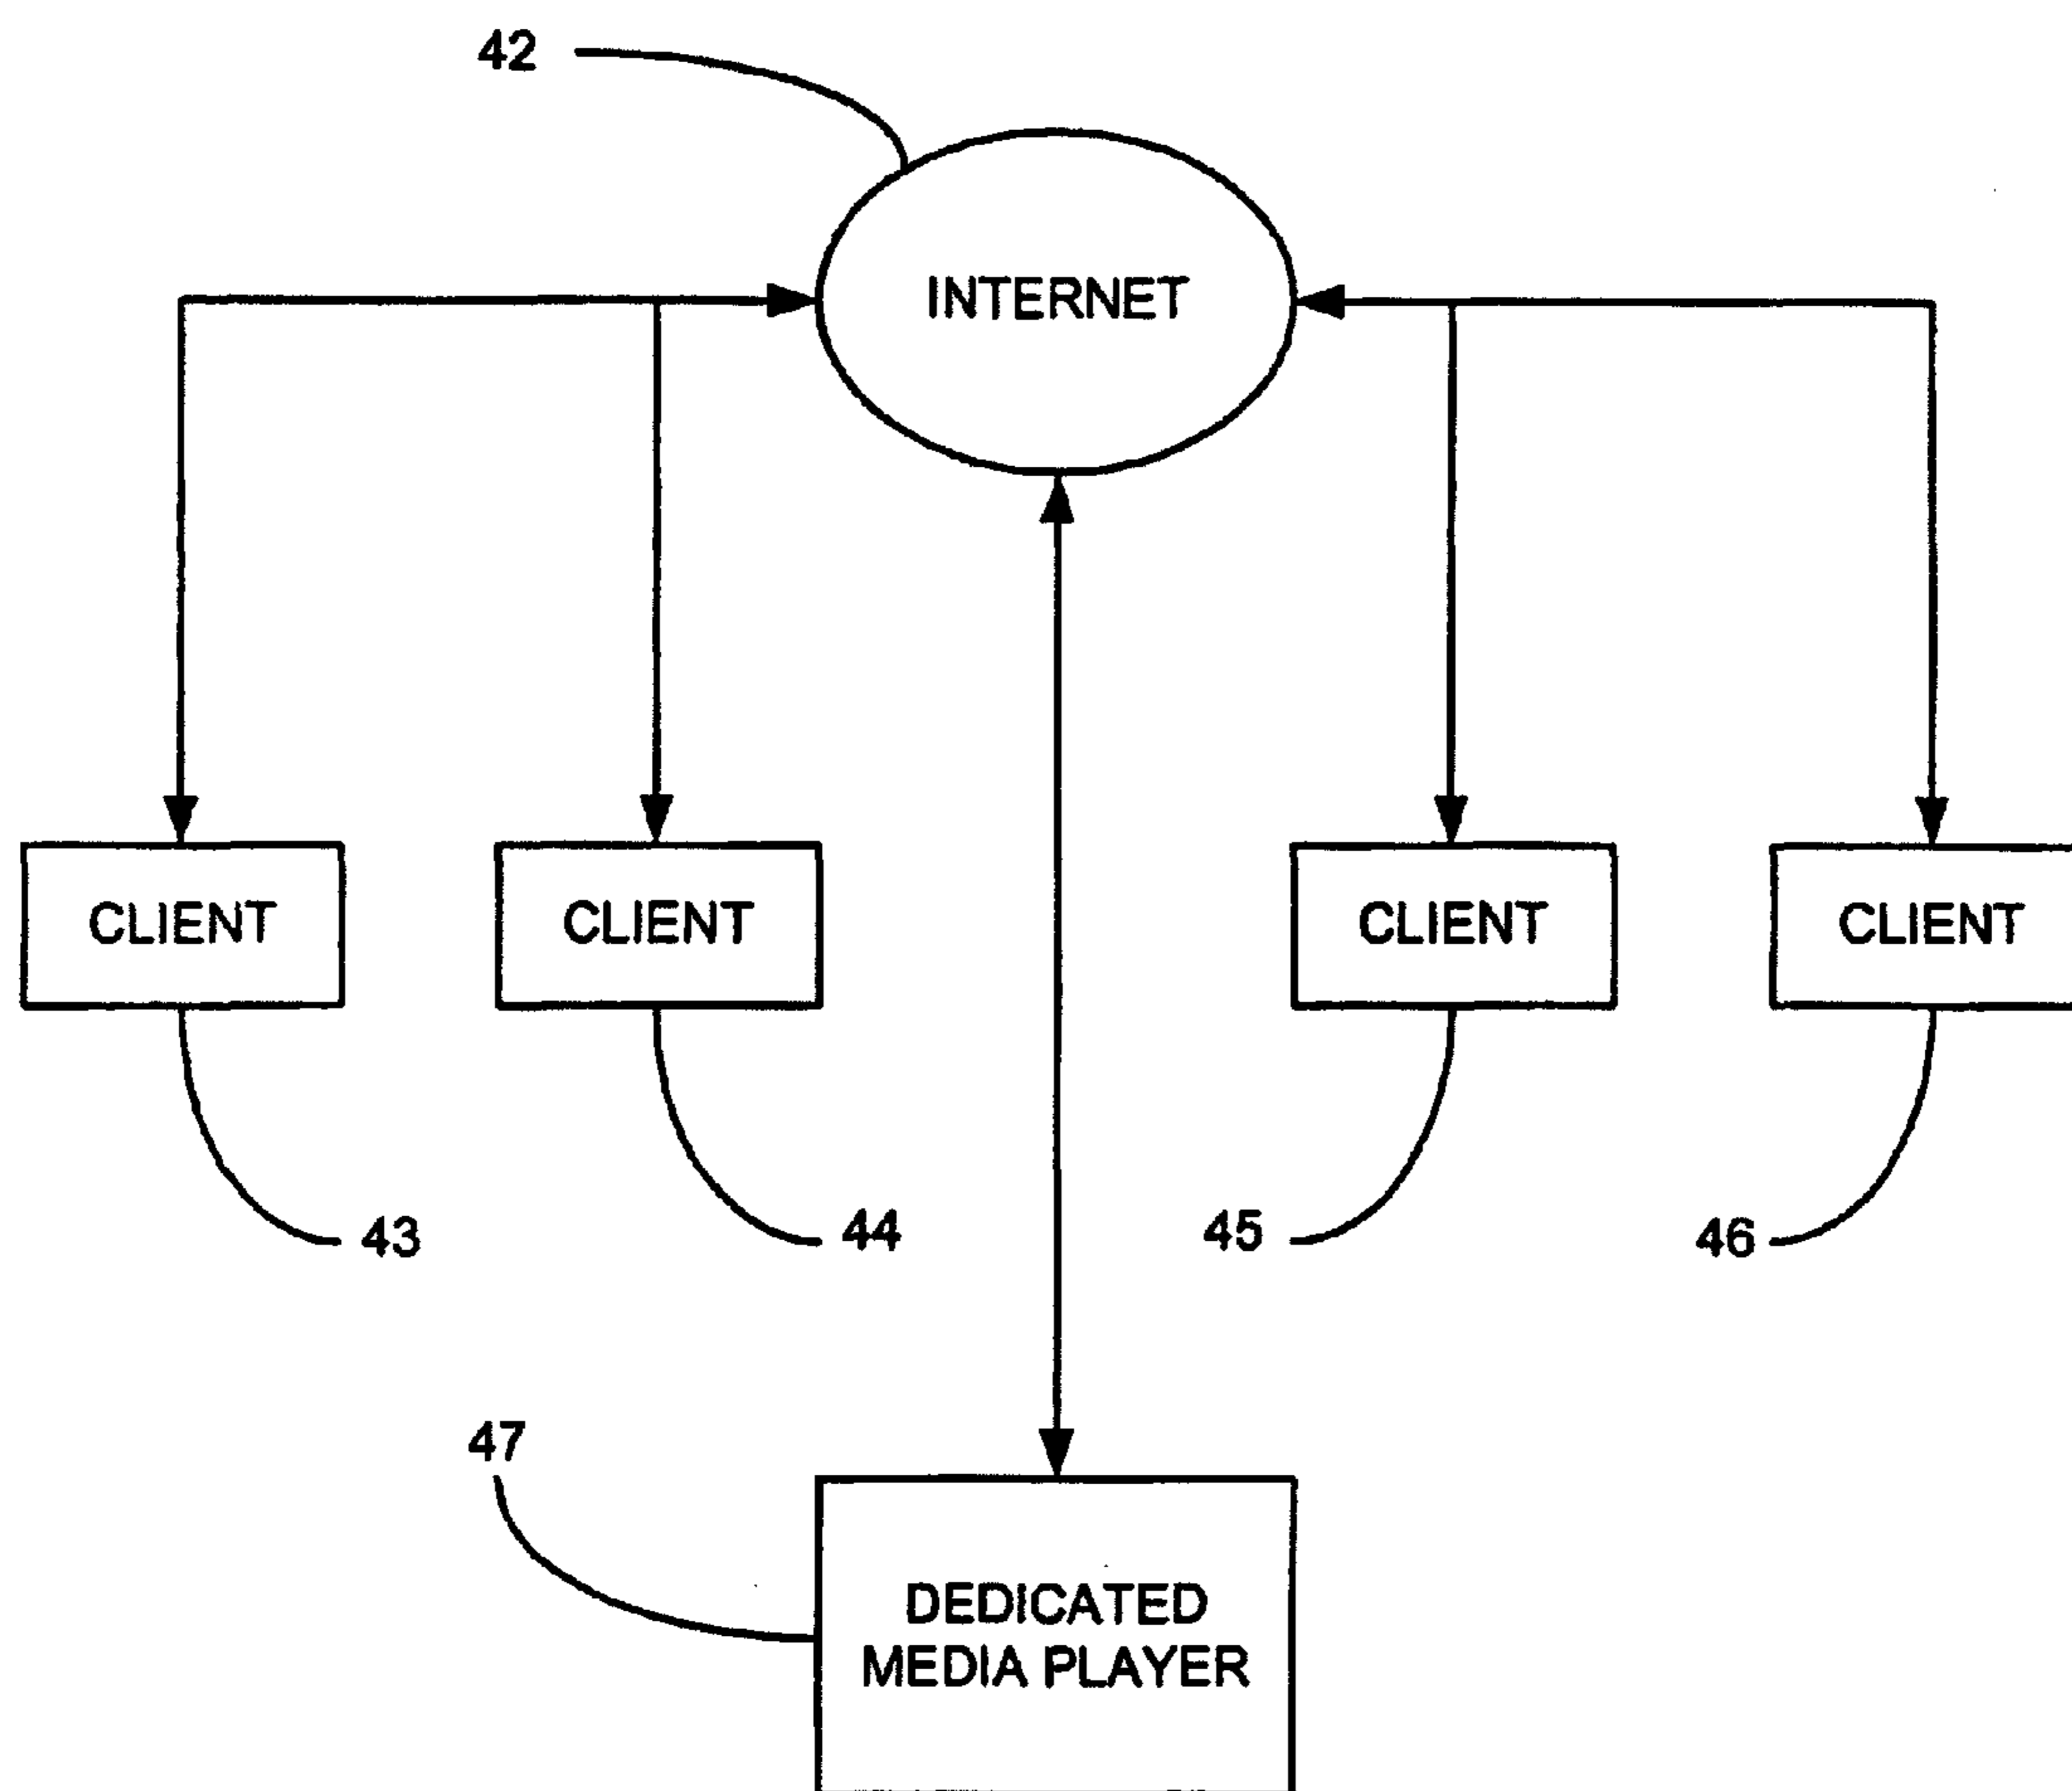 42
INTERNET
CLIENT
CLIENT
CLIENT
CLIENT
43
44
45
46
47
DEDICATED
MEDIA PLAYER